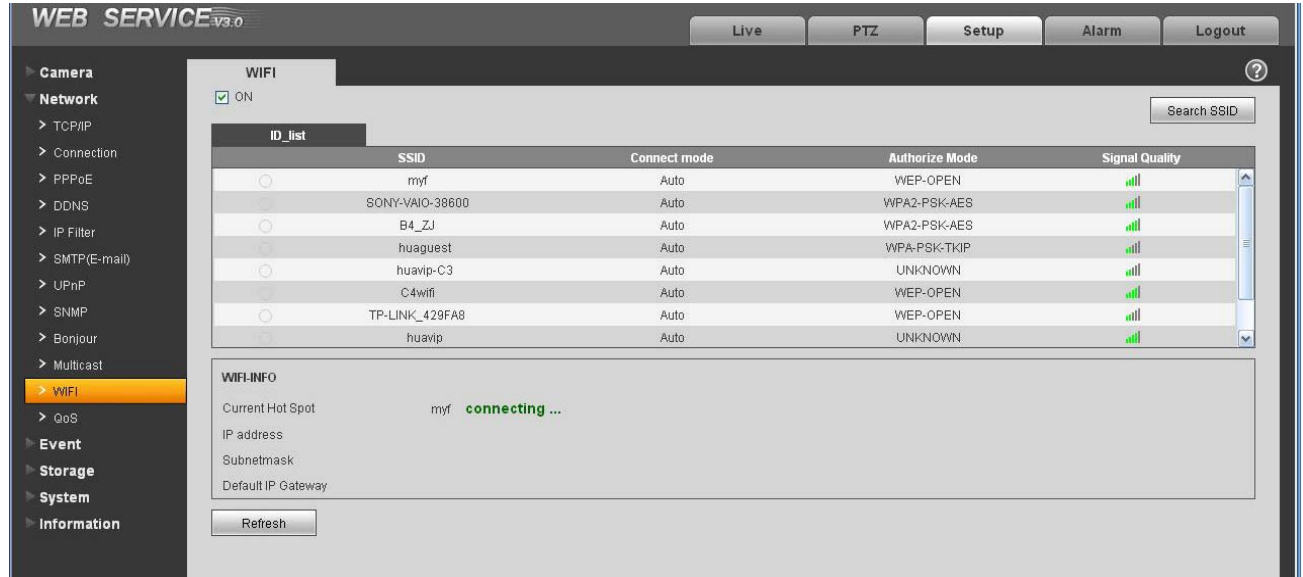 WEB SERVICE V3.0
Live PTZ Setup Alarm Logout
Camera
Network
TCP/IP
Connection
PPPoE
DDNS
IP Filter
SMTP(E-mail)
UPnP
SNMP
Bonjour
Multicast
WIFI
QoS
Event
Storage
System
Information
WIFI
ON
Search SSID
ID_list
SSID Connect mode Authorize Mode Signal Quality
myf Auto WEP-OPEN
SONY-VAIO-38600 Auto WPA2-PSK-AES
B4_ZJ Auto WPA2-PSK-AES
huaguest Auto WPA-PSK-TKIP
huavip-C3 Auto UNKNOWN
C4wifi Auto WEP-OPEN
TP-LINK_429FA8 Auto WEP-OPEN
huavip Auto UNKNOWN
WIFI-INFO
Current Hot Spot myf connecting ...
IP address
Subnetmask
Default IP Gateway
Refresh